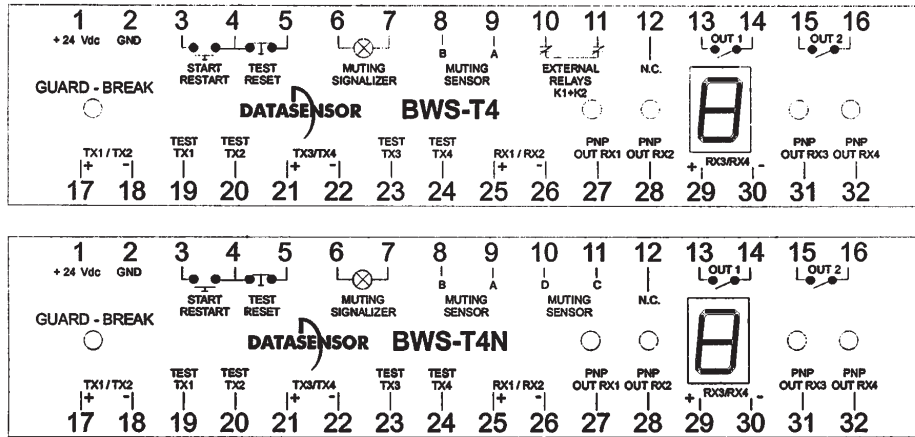 1 2 3 4 5 6 7 8 9 10 11 12 13 14 15 16
+ 24 Vdc GND B A OUT 1 OUT 2
START TEST MUTING MUTING EXTERNAL N.C.
RESTART RESET SIGNALIZER SENSOR RELAYS
K1+K2
GUARD - BREAK
DATASENSOR BWS-T4 8
TEST TEST TEST TEST PNP PNP PNP PNP
TX1 / TX2 TX1 TX2 TX3/TX4 TX3 TX4 RX1 / RX2 OUT RX1 OUT RX2 RX3/RX4 OUT RX3 OUT RX4
+ - + - + - + -
17 18 19 20 21 22 23 24 25 26 27 28 29 30 31 32
1 2 3 4 5 6 7 8 9 10 11 12 13 14 15 16
+ 24 Vdc GND B A D C OUT 1 OUT 2
START TEST MUTING MUTING MUTING N.C.
RESTART RESET SIGNALIZER SENSOR SENSOR
GUARD - BREAK
DATASENSOR BWS-T4N 8
TEST TEST TEST TEST PNP PNP PNP PNP
TX1 / TX2 TX1 TX2 TX3/TX4 TX3 TX4 RX1 / RX2 OUT RX1 OUT RX2 RX3/RX4 OUT RX3 OUT RX4
+ - + - + - + -
17 18 19 20 21 22 23 24 25 26 27 28 29 30 31 32